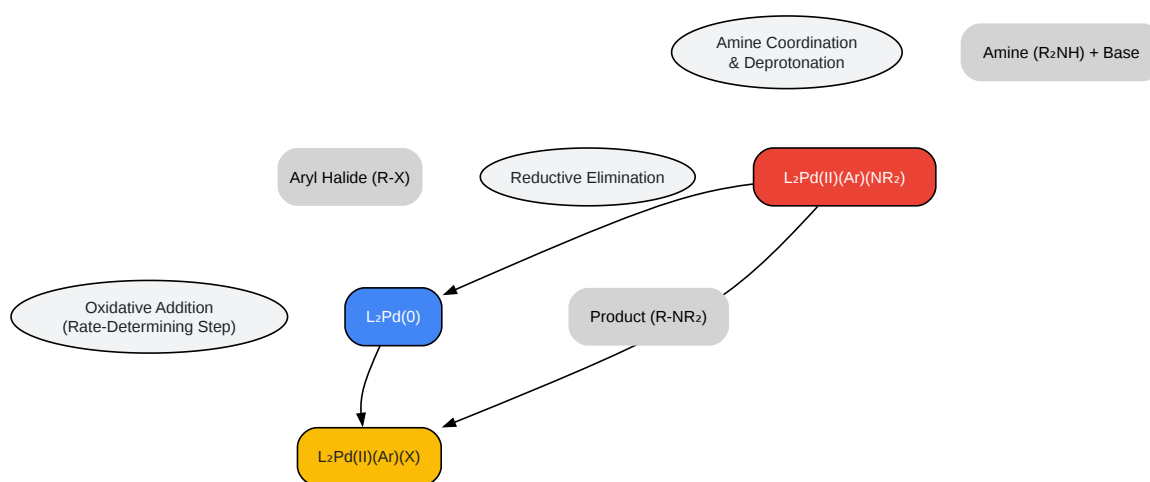 Amine Coordination
& Deprotonation
Amine (R₂NH) + Base
Aryl Halide (R-X)
Reductive Elimination
L₂Pd(II)(Ar)(NR₂)
Oxidative Addition
(Rate-Determining Step)
L₂Pd(0)
Product (R-NR₂)
L₂Pd(II)(Ar)(X)